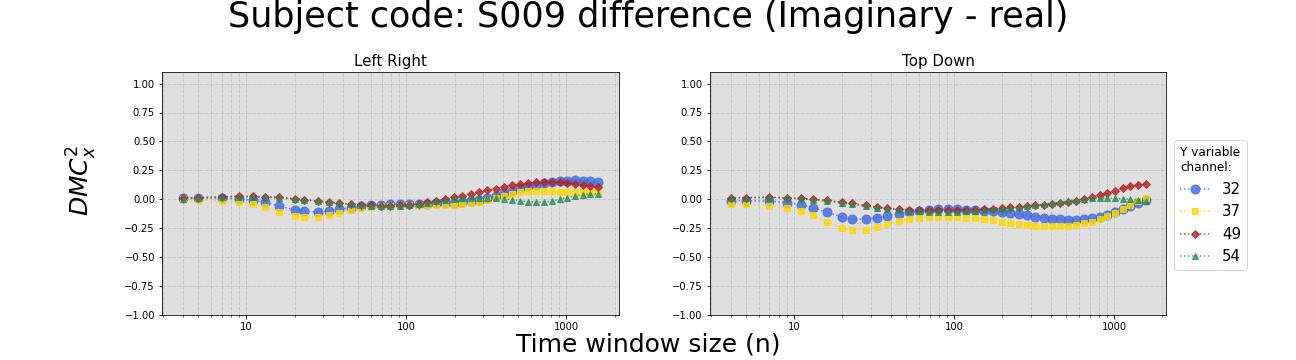 Subject code: S009 difference (Imaginary - real)
Left Right
Top Down
1.00
0.75
0.50
0.25
0.00
−0.25
−0.50
−0.75
−1.00
1.00
0.75
0.50
0.25
0.00
−0.25
−0.50
−0.75
−1.00
DMC²ₓ
Y variable
channel:
32
37
49
54
10 100 1000
10 100 1000
Time window size (n)